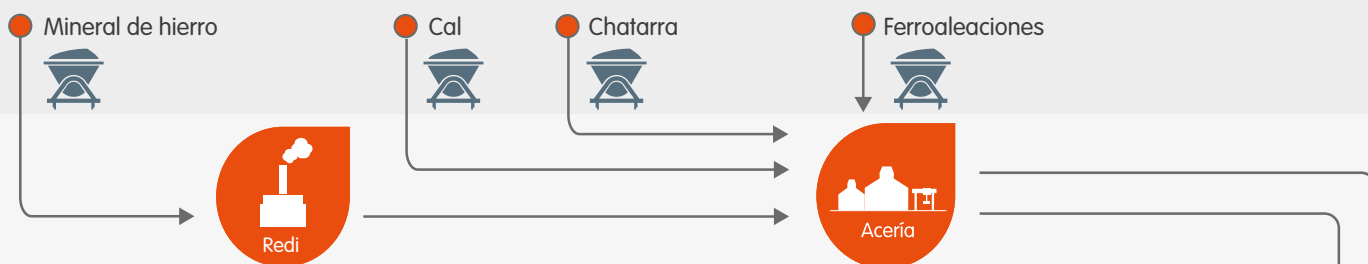 Mineral de hierro
Cal
Chatarra
Ferroaleaciones
Redi
Acería